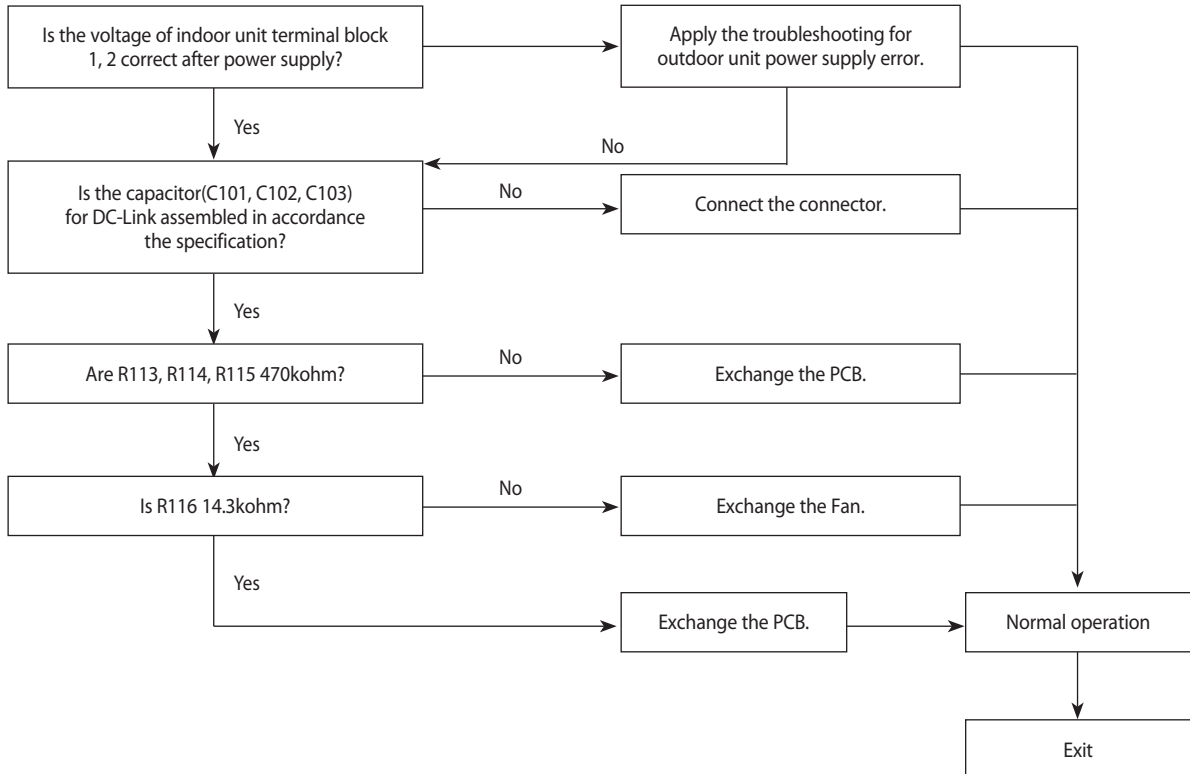 Is the voltage of indoor unit terminal block
1, 2 correct after power supply?
Apply the troubleshooting for
outdoor unit power supply error.
Yes
No
Is the capacitor(C101, C102, C103)
for DC-Link assembled in accordance
the specification?
No
Connect the connector.
Yes
Are R113, R114, R115 470kohm?
No
Exchange the PCB.
Yes
Is R116 14.3kohm?
No
Exchange the Fan.
Yes
Exchange the PCB.
Normal operation
Exit